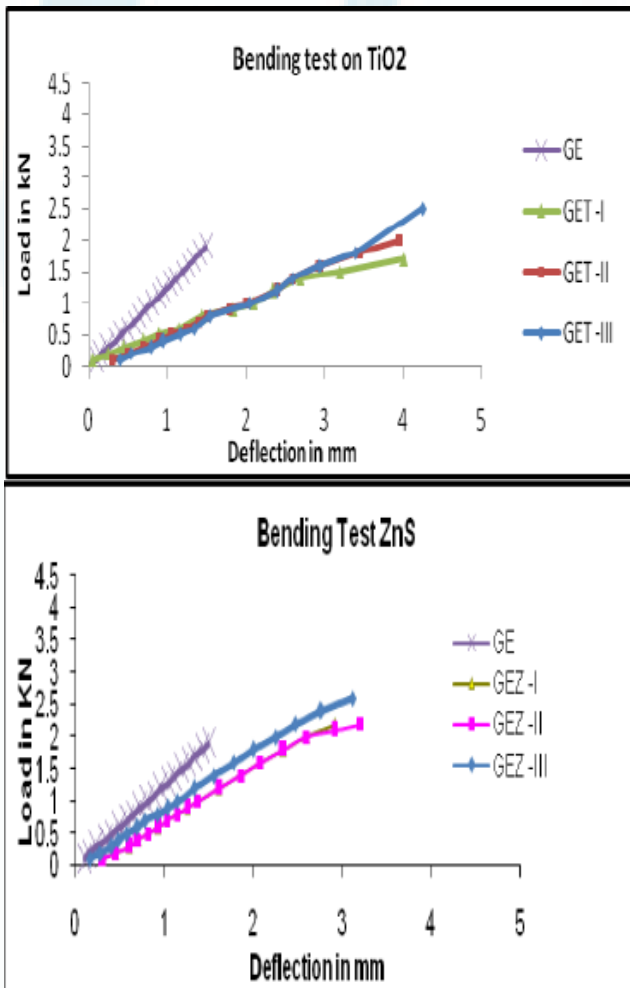 Bending test on TiO2
Load in kN
4.5
4
3.5
3
2.5
2
1.5
1
0.5
0
0 1 2 3 4 5
Deflection in mm
GE
GET -I
GET -II
GET -III
Bending Test ZnS
Load in KN
4.5
4
3.5
3
2.5
2
1.5
1
0.5
0
0 1 2 3 4 5
Deflection in mm
GE
GEZ -I
GEZ -II
GEZ -III